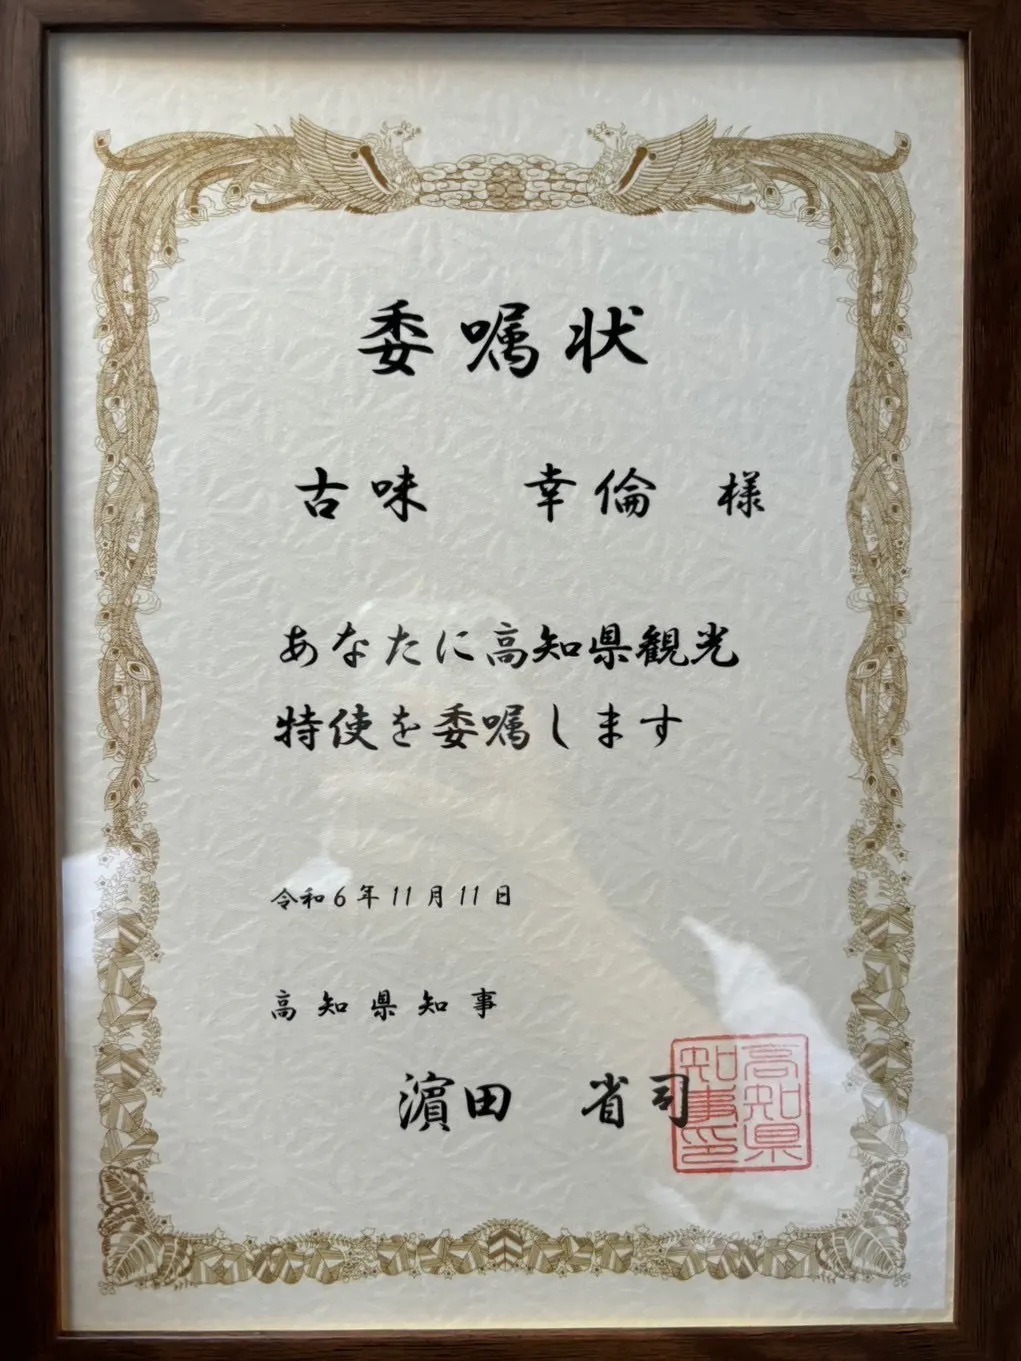 委嘱状
古味 幸倫 様
あなたに高知県観光
特使を委嘱します
令和6年11月11日
高知県知事
濵田 省司
高知県
知事印